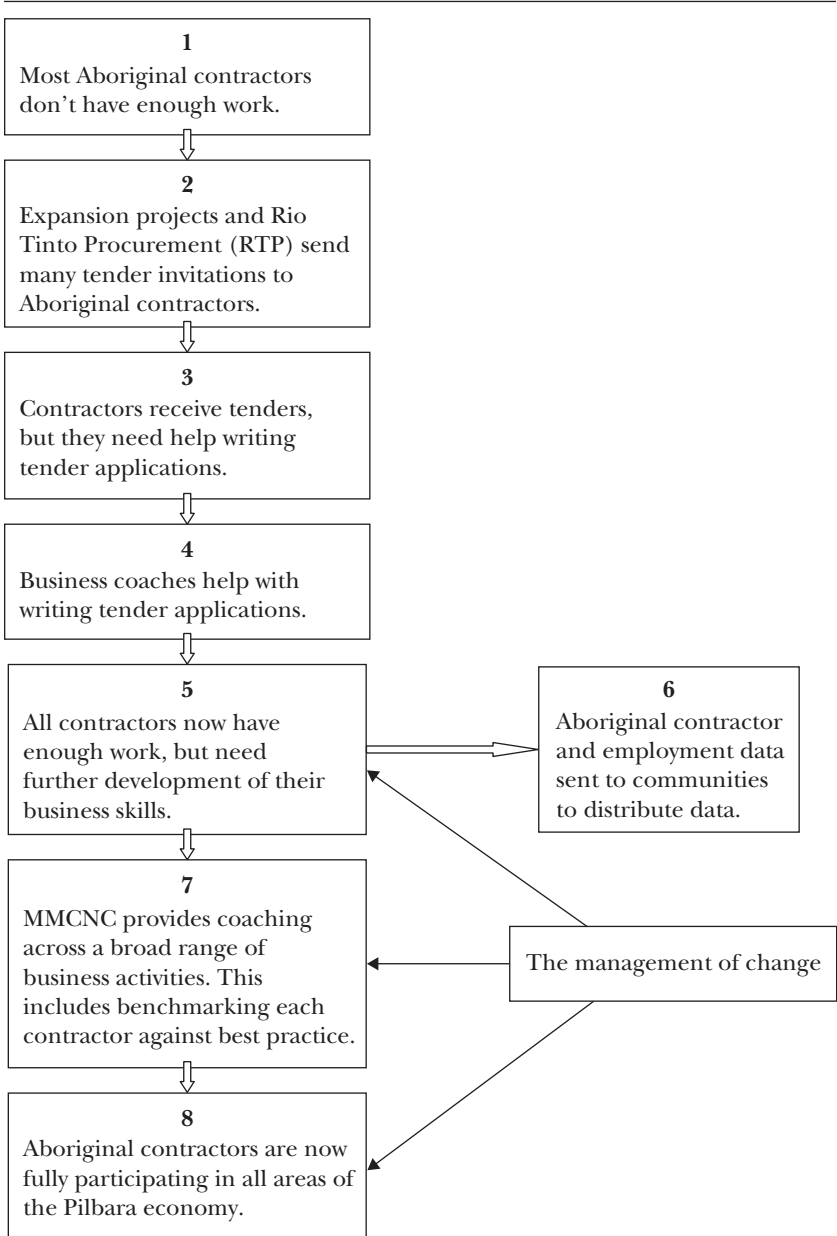 1
Most Aboriginal contractors
don't have enough work.
2
Expansion projects and Rio
Tinto Procurement (RTP) send
many tender invitations to
Aboriginal contractors.
3
Contractors receive tenders,
but they need help writing
tender applications.
4
Business coaches help with
writing tender applications.
5
All contractors now have
enough work, but need
further development of their
business skills.
6
Aboriginal contractor
and employment data
sent to communities
to distribute data.
7
MMCNC provides coaching
across a broad range of
business activities. This
includes benchmarking each
contractor against best practice.
The management of change
8
Aboriginal contractors are now
fully participating in all areas of
the Pilbara economy.